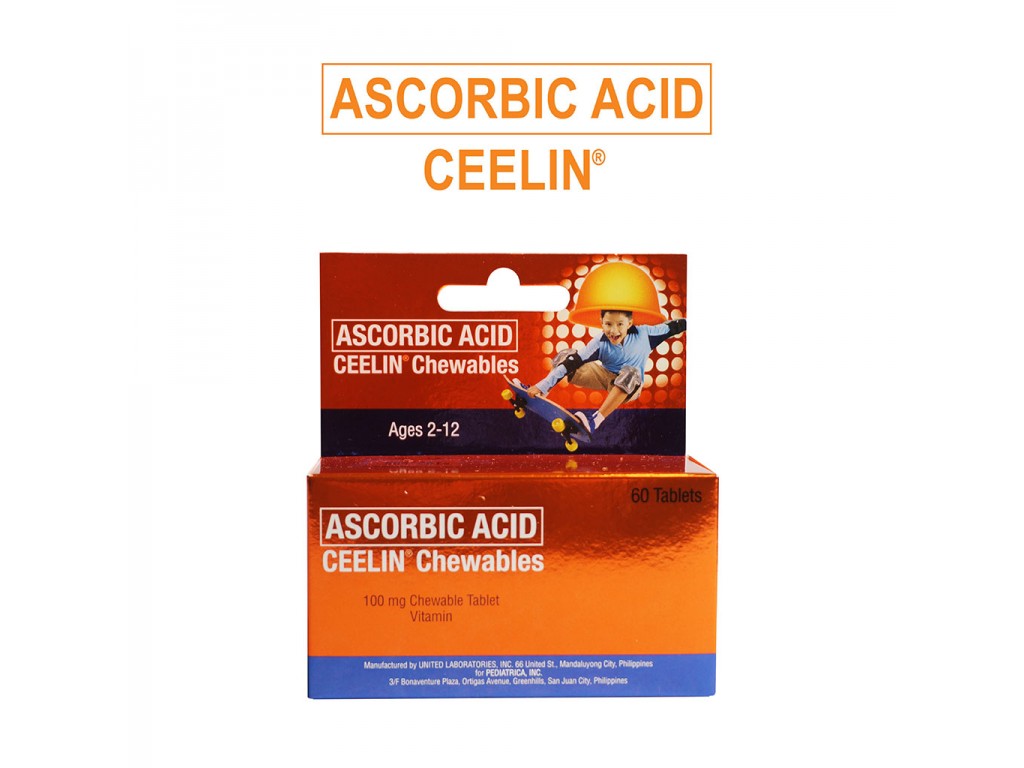 ASCORBIC ACID
CEELIN®
ASCORBIC ACID
CEELIN® Chewables
Ages 2-12
60 Tablets
ASCORBIC ACID
CEELIN® Chewables
100 mg Chewable Tablet
Vitamin
Manufactured by UNITED LABORATORIES, INC. 66 United St., Mandaluyong City, Philippines
for PEDIATRICA, INC.
3/F Bonaventure Plaza, Ortigas Avenue, Greenhills, San Juan City, Philippines